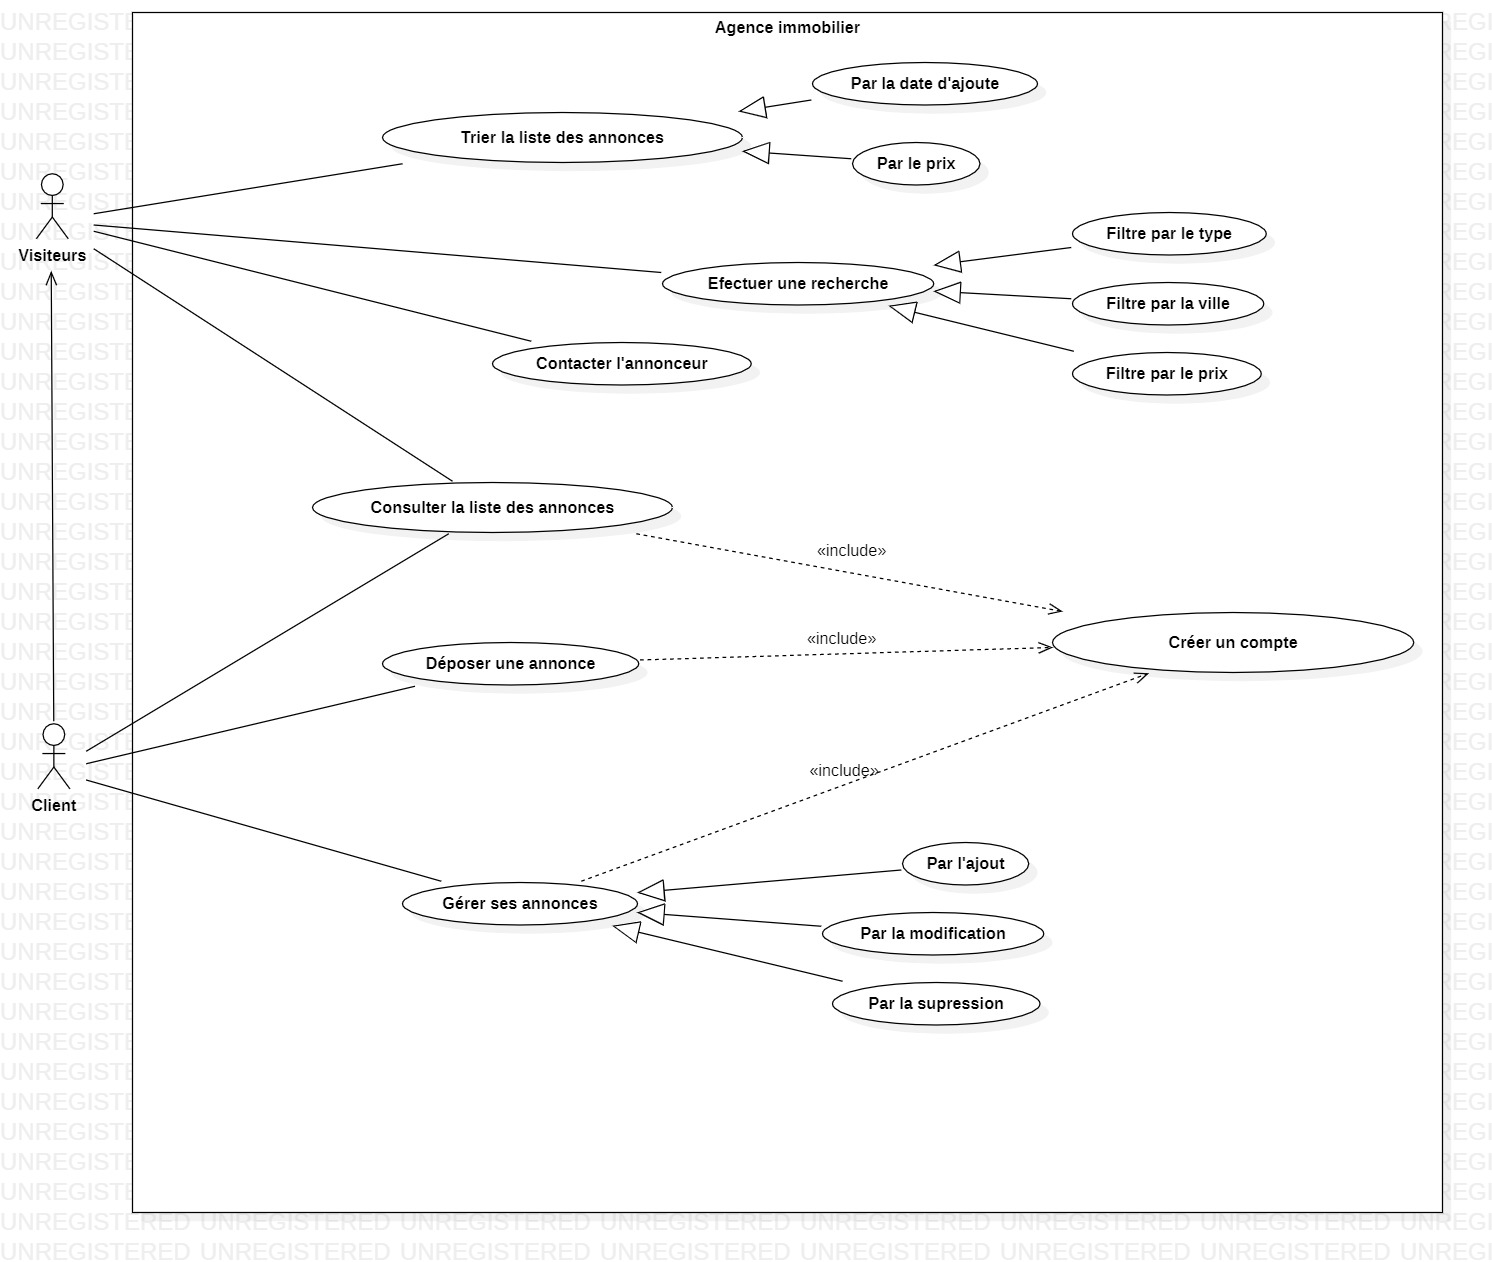 Agence immobilier
Par la date d'ajoute
Trier la liste des annonces
Par le prix
Visiteurs
Filtre par le type
Efectuer une recherche
Filtre par la ville
Contacter l'annonceur
Filtre par le prix
Consulter la liste des annonces
«include»
«include»
Créer un compte
Déposer une annonce
«include»
Client
Par l'ajout
Gérer ses annonces
Par la modification
Par la supression
UNREGISTERED UNREGISTERED UNREGISTERED UNREGISTERED UNREGISTERED UNREGISTERED UNREGISTERED UNREGI
UNREGISTERED UNREGISTERED UNREGISTERED UNREGISTERED UNREGISTERED UNREGISTERED UNREGISTERED UNREGI